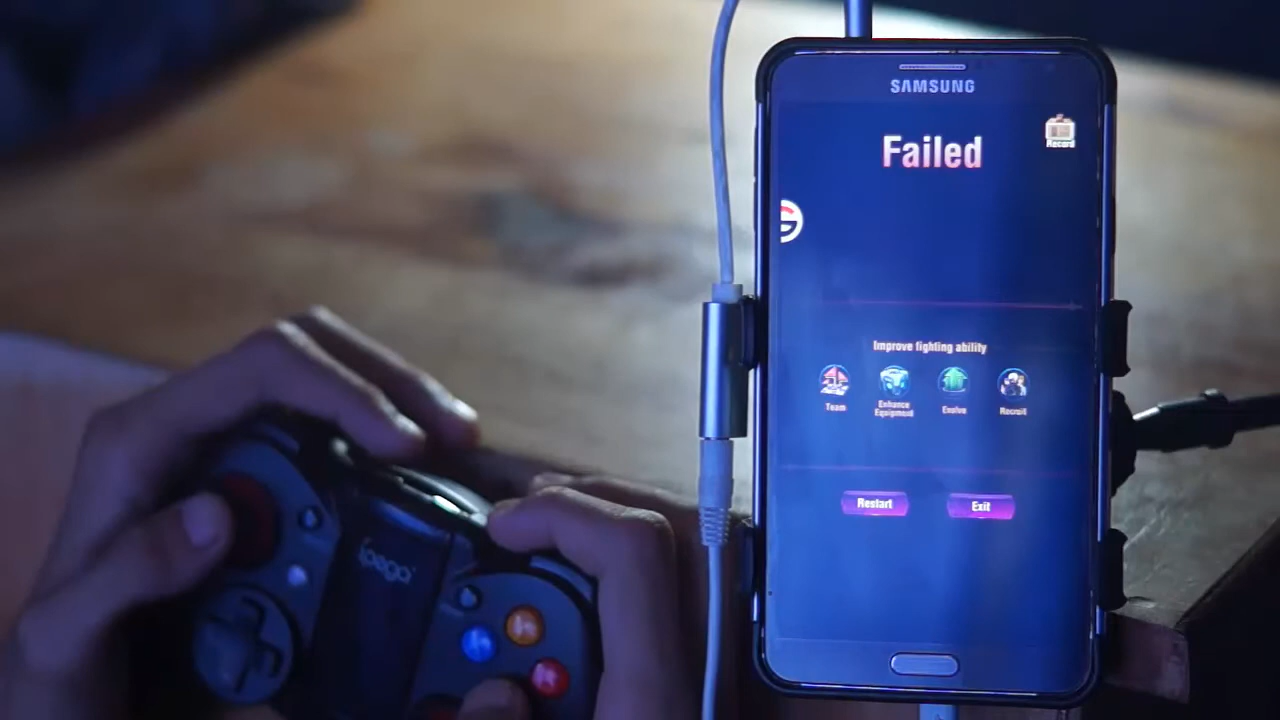 SAMSUNG
Failed
Record
Improve fighting ability
Team
Enhance
Equipment
Evolve
Recruit
Restart
Exit
ipega